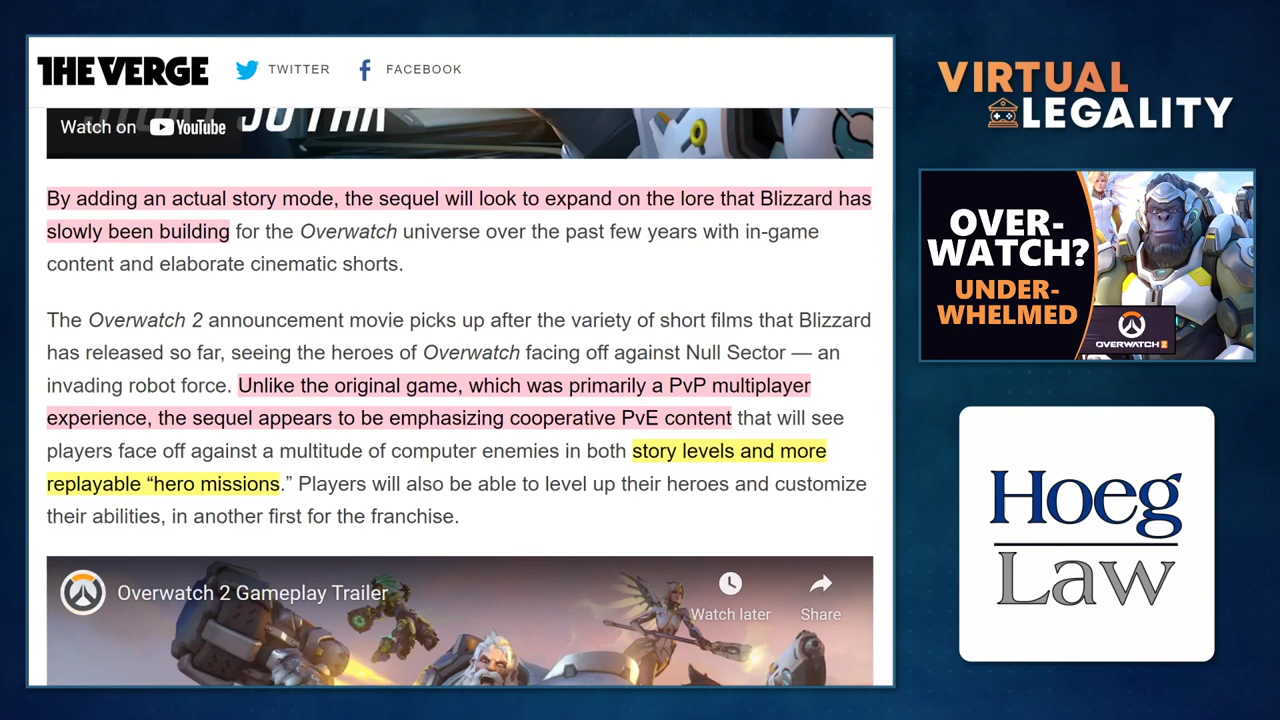 THE VERGE
TWITTER
FACEBOOK
Watch on YouTube
By adding an actual story mode, the sequel will look to expand on the lore that Blizzard has
slowly been building for the Overwatch universe over the past few years with in-game
content and elaborate cinematic shorts.
The Overwatch 2 announcement movie picks up after the variety of short films that Blizzard
has released so far, seeing the heroes of Overwatch facing off against Null Sector — an
invading robot force. Unlike the original game, which was primarily a PvP multiplayer
experience, the sequel appears to be emphasizing cooperative PvE content that will see
players face off against a multitude of computer enemies in both story levels and more
replayable “hero missions.” Players will also be able to level up their heroes and customize
their abilities, in another first for the franchise.
Overwatch 2 Gameplay Trailer
Watch later
Share
VIRTUAL
LEGALITY
OVER-
WATCH?
UNDER-
WHELMED
OVERWATCH 2
Hoeg
Law